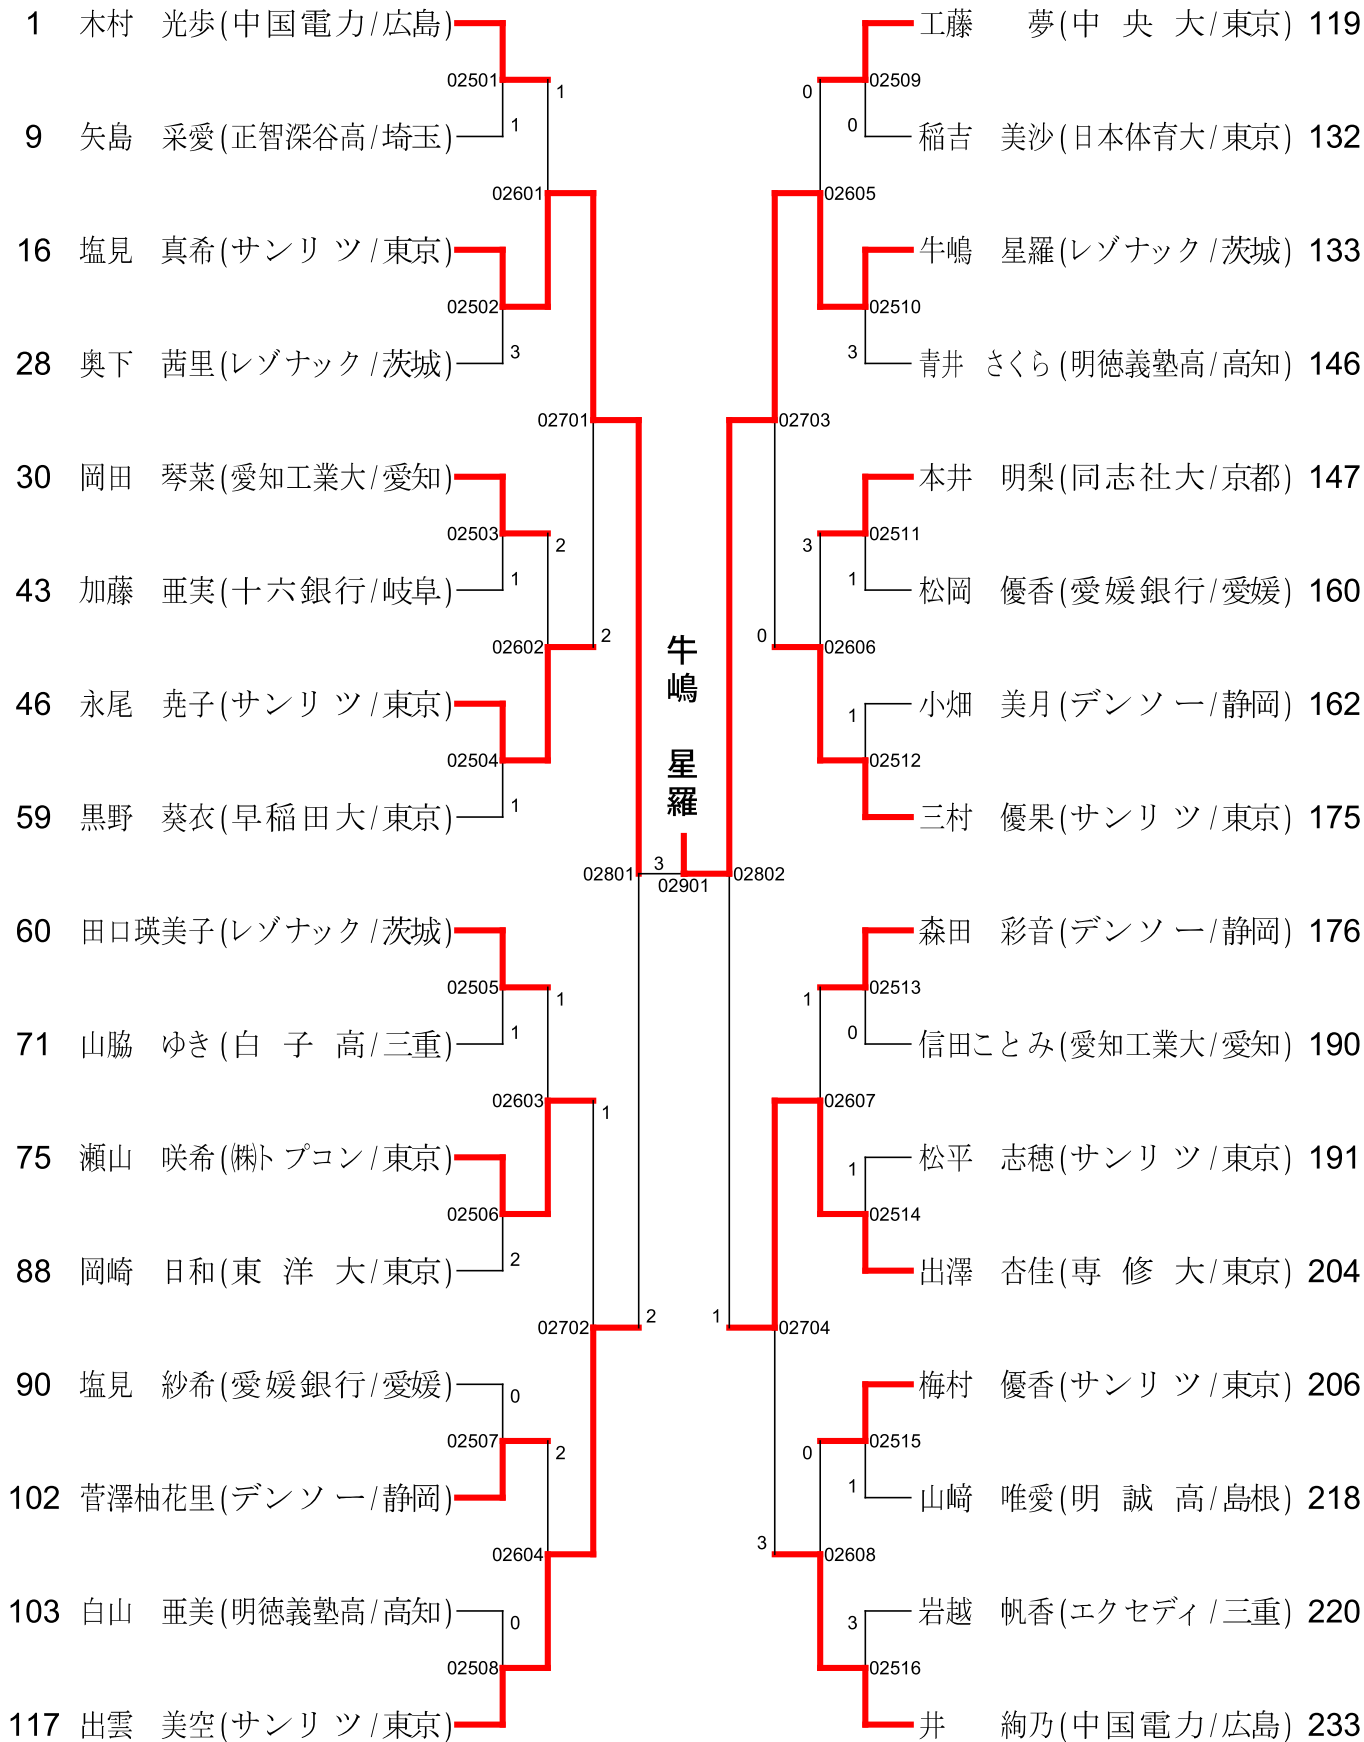 1 木村 光歩(中国電力/広島)
02501
1
1
9 矢島 采愛(正智深谷高/埼玉)
02601
16 塩見 真希(サンリツ/東京)
02502
3
28 奥下 茜里(レゾナック/茨城)
02701
30 岡田 琴菜(愛知工業大/愛知)
02503
2
1
43 加藤 亜実(十六銀行/岐阜)
02602
2
46 永尾 尭子(サンリツ/東京)
02504
1
59 黒野 葵衣(早稲田大/東京)
02801
3
60 田口瑛美子(レゾナック/茨城)
02505
1
1
71 山脇 ゆき(白子高/三重)
02603
1
75 瀬山 咲希(㈱トプコン/東京)
02506
2
88 岡崎 日和(東洋大/東京)
02702
2
90 塩見 紗希(愛媛銀行/愛媛)
0
02507
2
102 菅澤柚花里(デンソー/静岡)
02604
103 白山 亜美(明徳義塾高/高知)
0
02508
117 出雲 美空(サンリツ/東京)
牛嶋 星羅
02901
工藤 夢(中央大/東京) 119
02509
0
0
稲吉 美沙(日本体育大/東京) 132
02605
牛嶋 星羅(レゾナック/茨城) 133
02510
3
青井 さくら(明徳義塾高/高知) 146
02703
本井 明梨(同志社大/京都) 147
02511
3
1
松岡 優香(愛媛銀行/愛媛) 160
0
02606
小畑 美月(デンソー/静岡) 162
1
02512
三村 優果(サンリツ/東京) 175
02802
森田 彩音(デンソー/静岡) 176
02513
1
0
信田ことみ(愛知工業大/愛知) 190
02607
松平 志穂(サンリツ/東京) 191
1
02514
出澤 杏佳(専修大/東京) 204
1
02704
梅村 優香(サンリツ/東京) 206
02515
0
1
山﨑 唯愛(明誠高/島根) 218
3
02608
岩越 帆香(エクセディ/三重) 220
3
02516
井 絢乃(中国電力/広島) 233